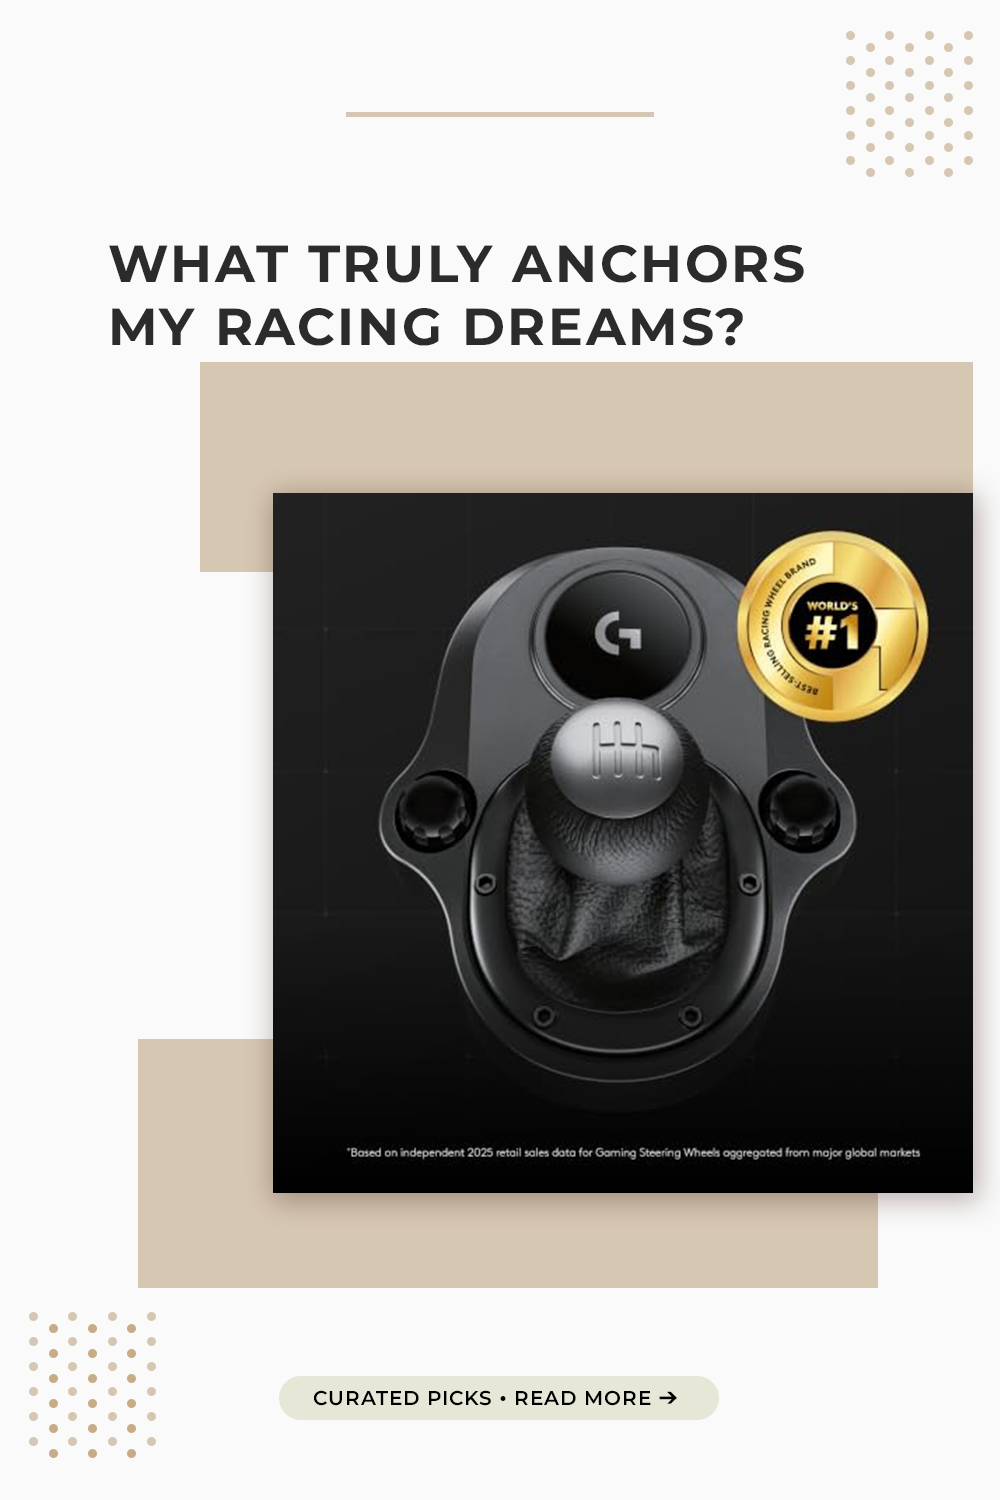 WHAT TRULY ANCHORS
MY RACING DREAMS?
BEST-SELLING RACING WHEEL BRAND
WORLD'S
#1
*Based on independent 2025 retail sales data for Gaming Steering Wheels aggregated from major global markets
CURATED PICKS • READ MORE ➔